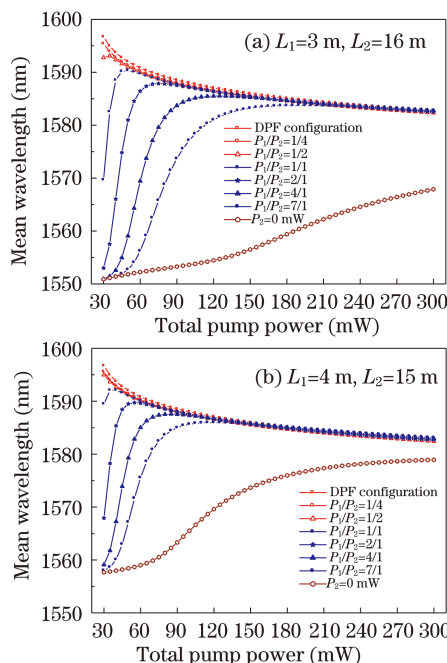 1600
(a) L₁=3 m, L₂=16 m
1590
1580
DPF configuration
P₁/P₂=1/4
P₁/P₂=1/2
1570
P₁/P₂=1/1
P₁/P₂=2/1
P₁/P₂=4/1
P₁/P₂=7/1
1560
P₂=0 mW
1550
Mean wavelength (nm)
30 60 90 120 150 180 210 240 270 300
Total pump power (mW)
1600
(b) L₁=4 m, L₂=15 m
1590
1580
1570
DPF configuration
P₁/P₂=1/4
P₁/P₂=1/2
P₁/P₂=1/1
1560
P₁/P₂=2/1
P₁/P₂=4/1
P₁/P₂=7/1
P₂=0 mW
1550
Mean wavelength (nm)
30 60 90 120 150 180 210 240 270 300
Total pump power (mW)